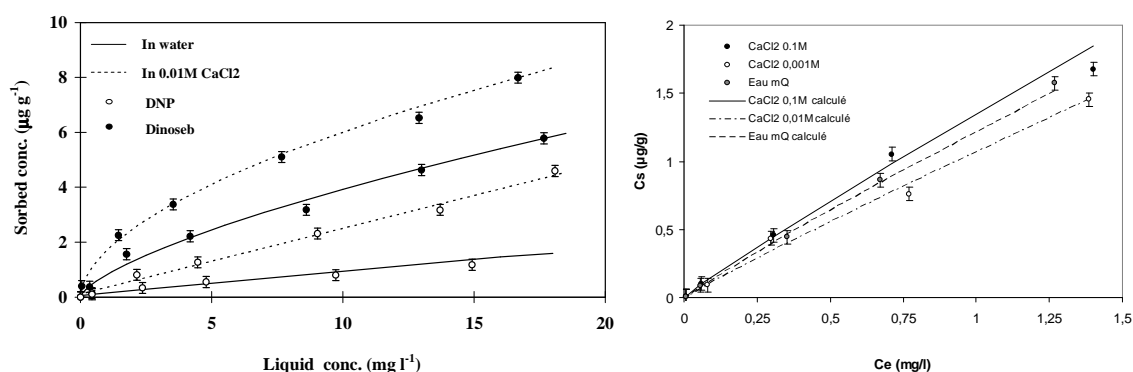 10
8
6
4
2
0
0
5
10
15
20
Sorbed conc. (µg g-1)
Liquid conc. (mg l-1)
In water
In 0.01M CaCl2
DNP
Dinoseb
2
1,5
1
0,5
0
0
0,25
0,5
0,75
1
1,25
1,5
Cs (µg/g)
Ce (mg/l)
CaCl2 0.1M
CaCl2 0,001M
Eau mQ
CaCl2 0,1M calculé
CaCl2 0,01M calculé
Eau mQ calculé